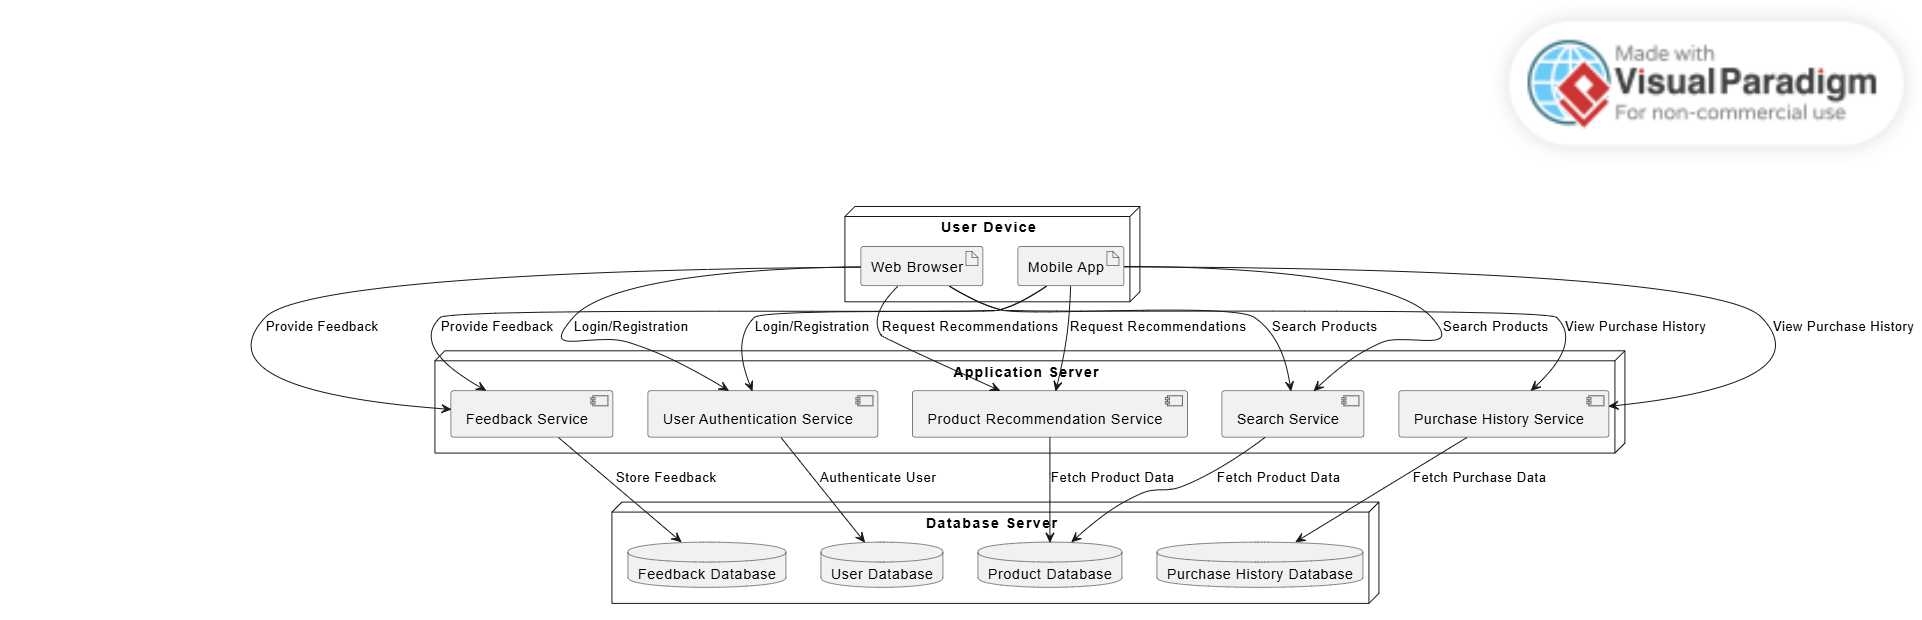 Made with
Visual Paradigm
For non-commercial use
User Device
Web Browser
Mobile App
Provide Feedback
Provide Feedback
Login/Registration
Login/Registration
Request Recommendations
Request Recommendations
Search Products
Search Products
View Purchase History
View Purchase History
Application Server
Feedback Service
User Authentication Service
Product Recommendation Service
Search Service
Purchase History Service
Store Feedback
Authenticate User
Fetch Product Data
Fetch Product Data
Fetch Purchase Data
Database Server
Feedback Database
User Database
Product Database
Purchase History Database